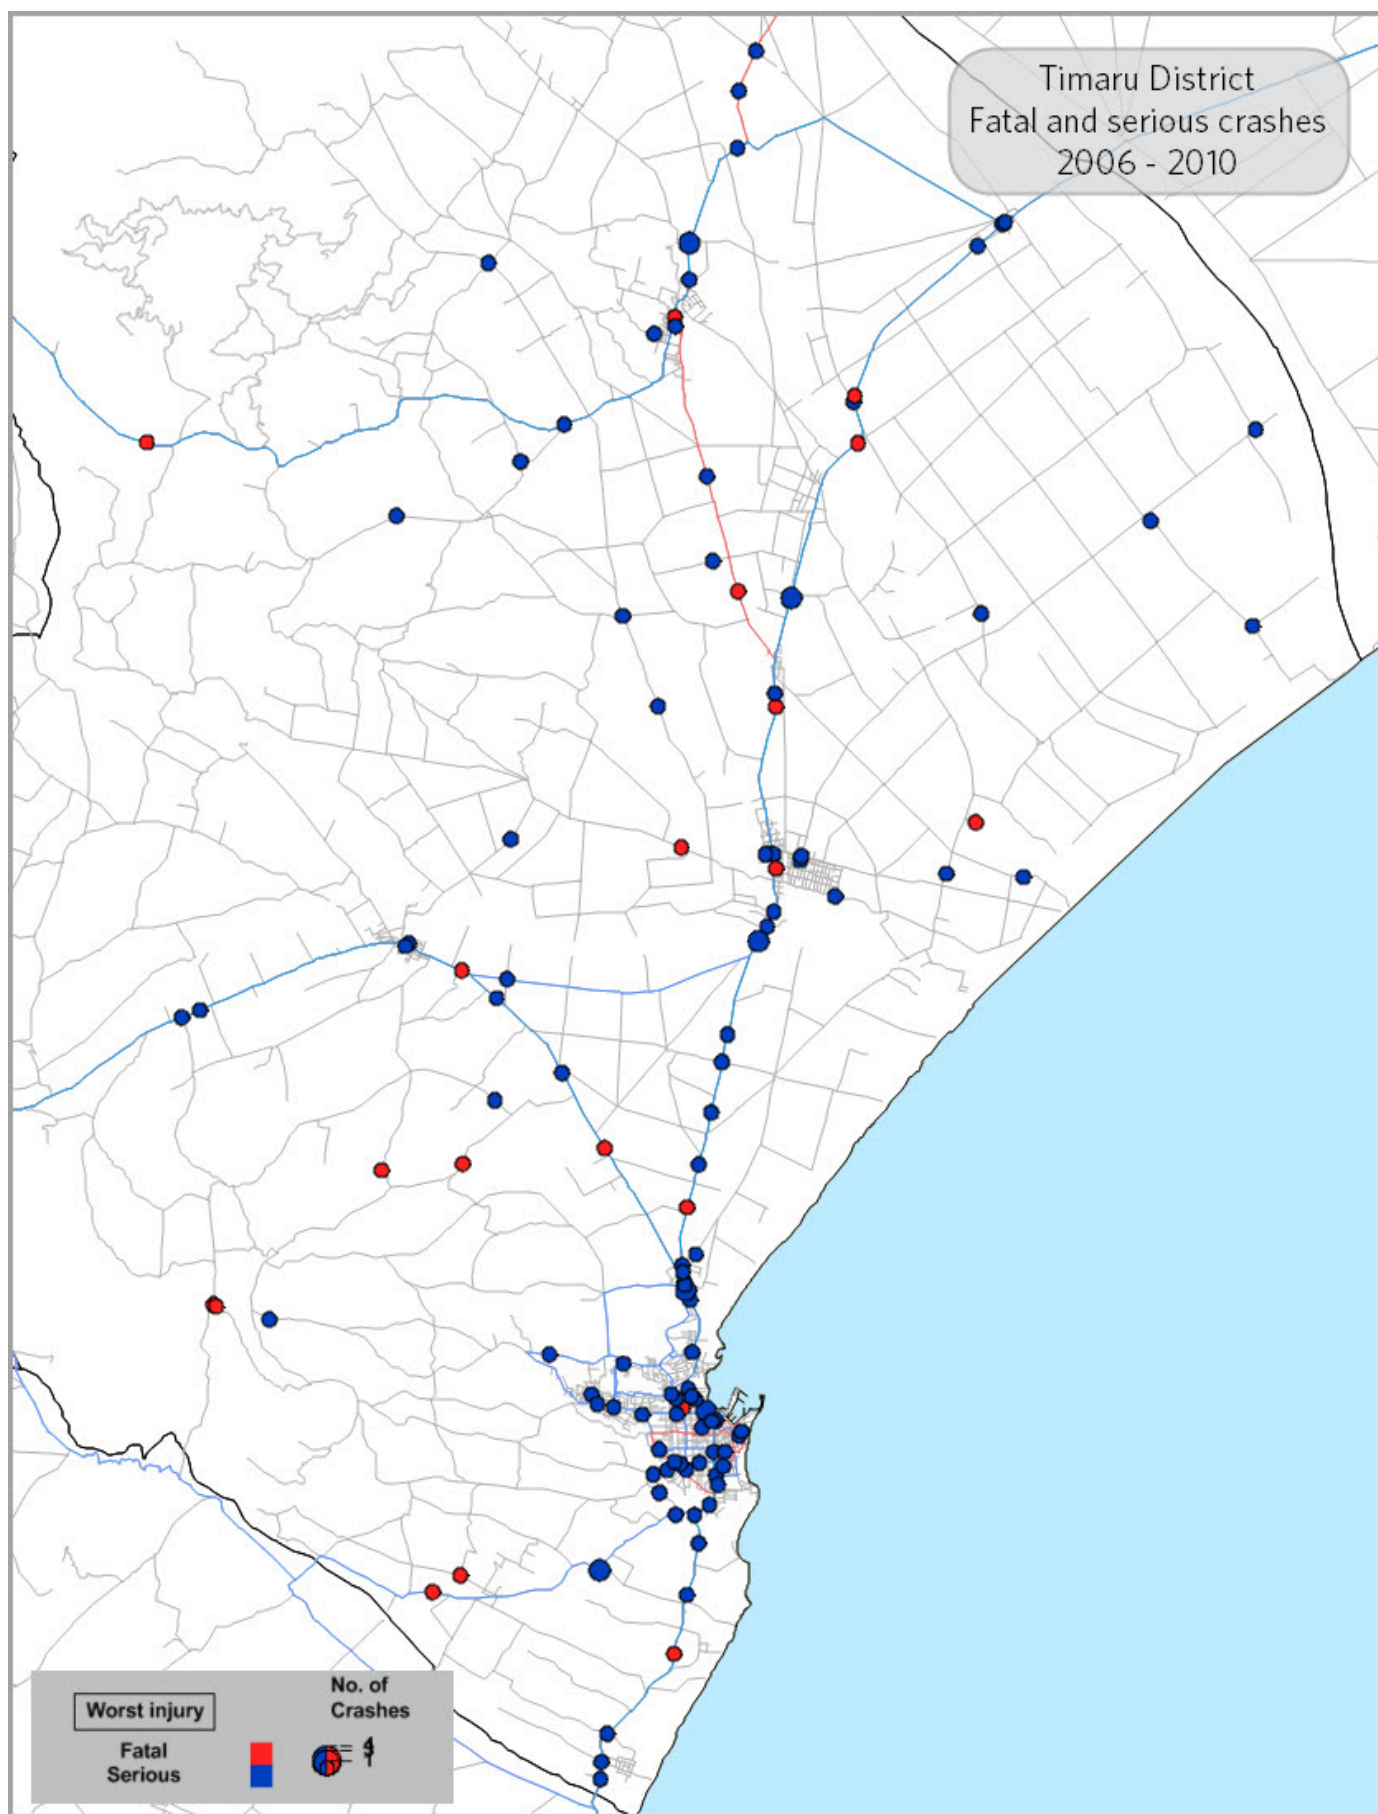 Timaru District
Fatal and serious crashes
2006 - 2010
No. of
Crashes
Worst injury
Fatal
Serious